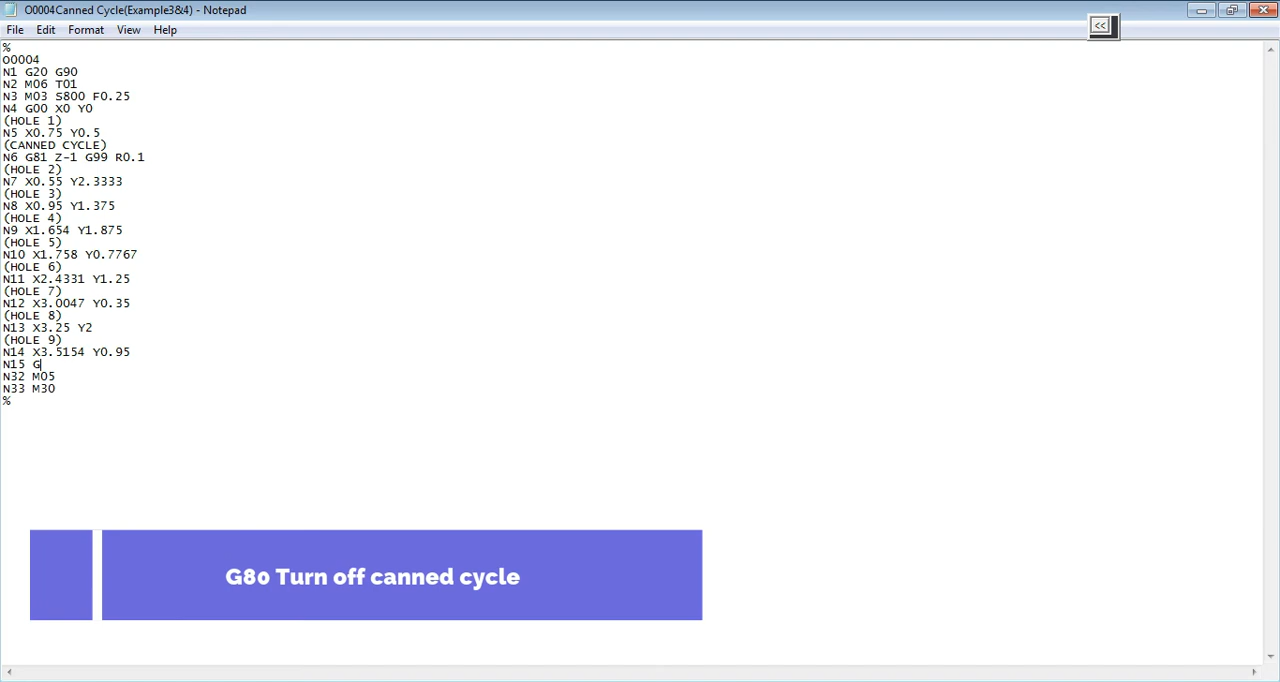 O0004Canned Cycle(Example3&4) - Notepad
File Edit Format View Help
<<
%
O0004
N1 G20 G90
N2 M06 T01
N3 M03 S800 F0.25
N4 G00 X0 Y0
(HOLE 1)
N5 X0.75 Y0.5
(CANNED CYCLE)
N6 G81 Z-1 G99 R0.1
(HOLE 2)
N7 X0.55 Y2.3333
(HOLE 3)
N8 X0.95 Y1.375
(HOLE 4)
N9 X1.654 Y1.875
(HOLE 5)
N10 X1.758 Y0.7767
(HOLE 6)
N11 X2.4331 Y1.25
(HOLE 7)
N12 X3.0047 Y0.35
(HOLE 8)
N13 X3.25 Y2
(HOLE 9)
N14 X3.5154 Y0.95
N15 G
N32 M05
N33 M30
%
G80 Turn off canned cycle